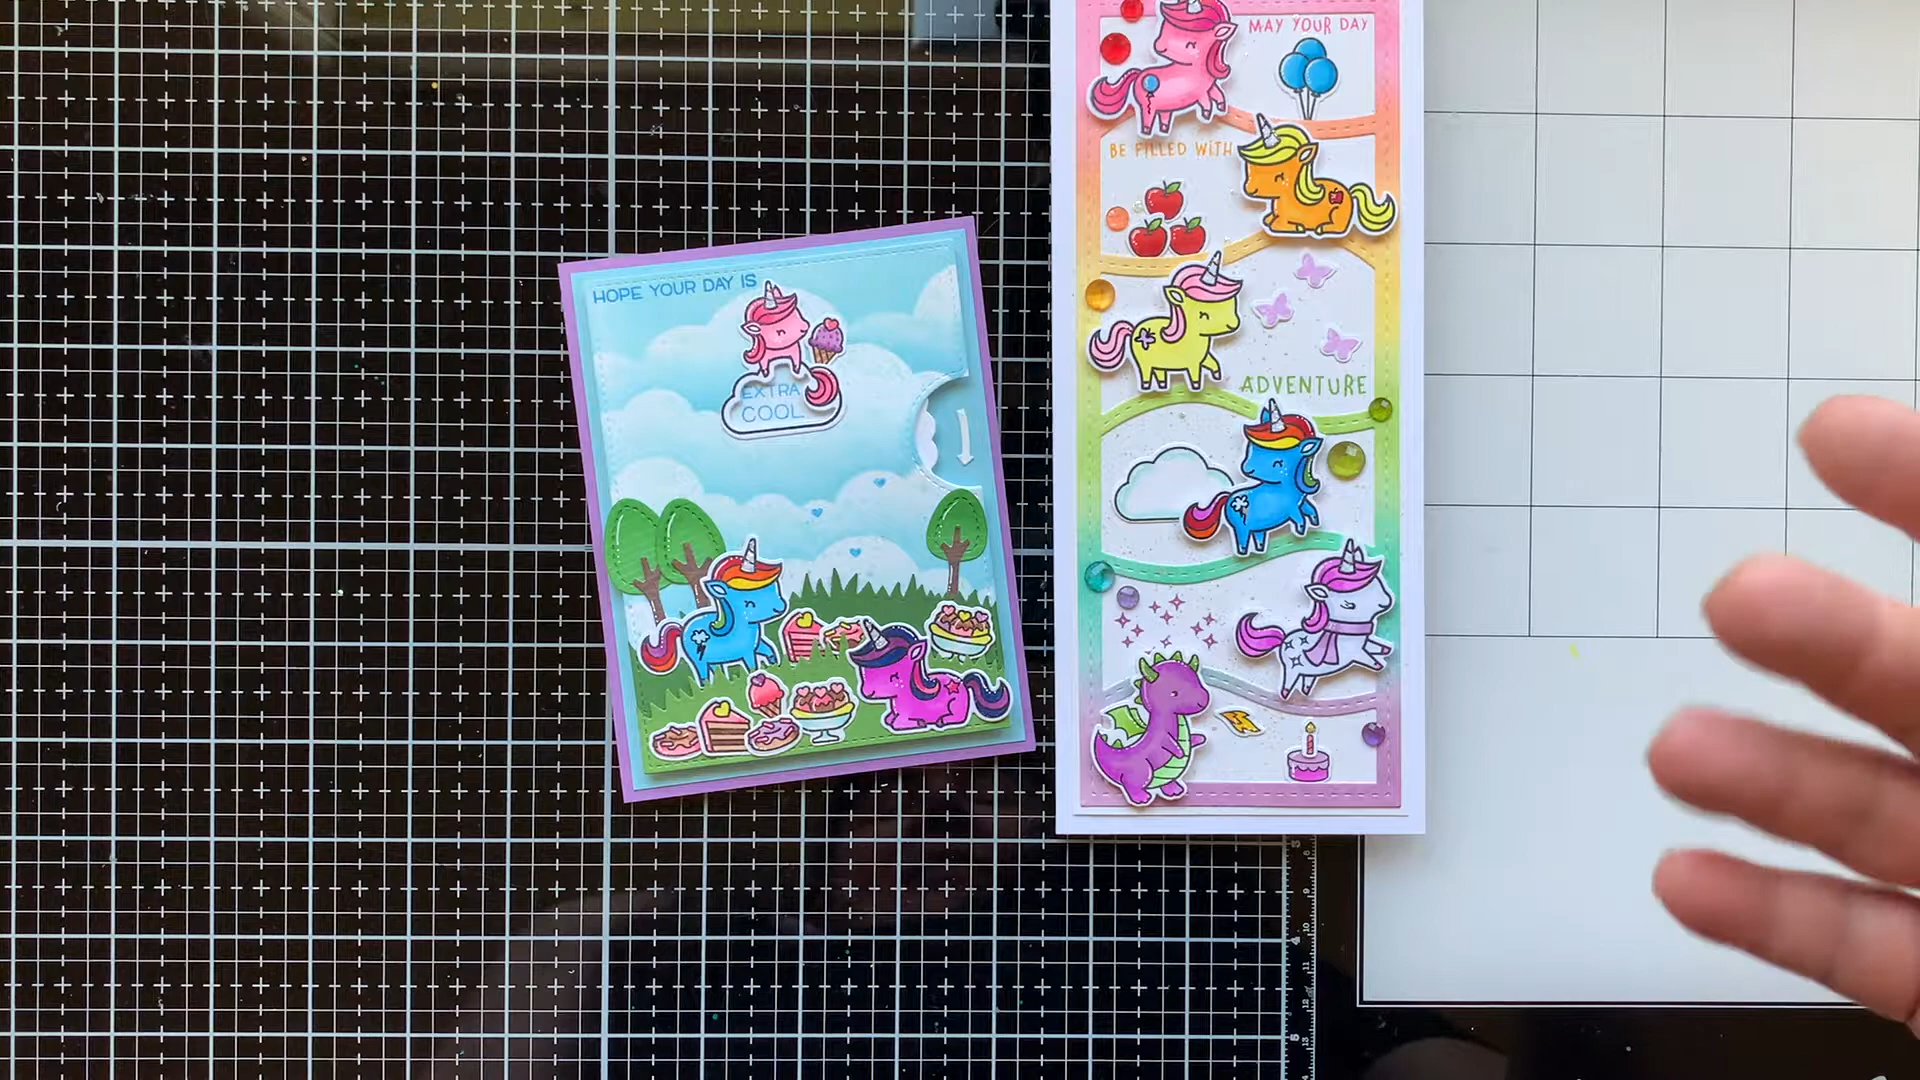 HOPE YOUR DAY IS
EXTRA
COOL
MAY YOUR DAY
BE FILLED WITH
ADVENTURE